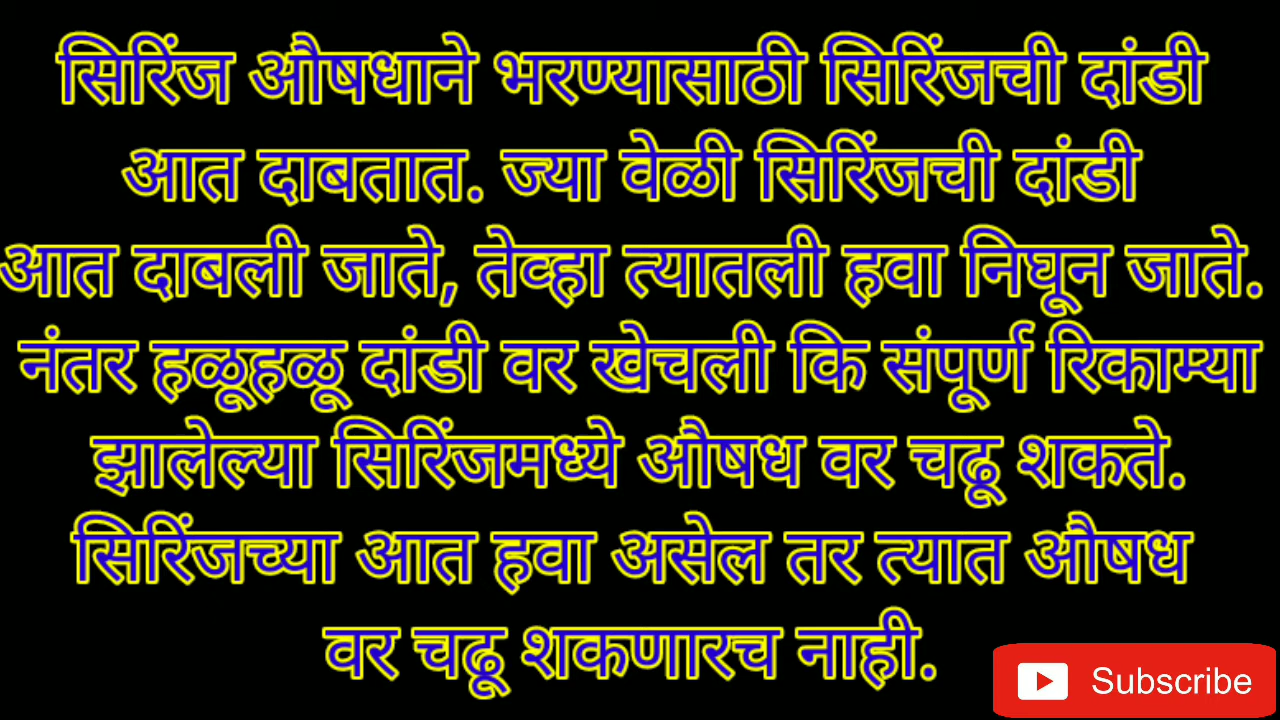 सिरिंज औषधाने भरण्यासाठी सिरिंजची दांडी
आत दाबतात. ज्या वेळी सिरिंजची दांडी
आत दाबली जाते, तेव्हा त्यातली हवा निघून जाते.
नंतर हळूहळू दांडी वर खेचली कि संपूर्ण रिकाम्या
झालेल्या सिरिंजमध्ये औषध वर चढू शकते.
सिरिंजच्या आत हवा असेल तर त्यात औषध
वर चढू शकणारच नाही.
Subscribe